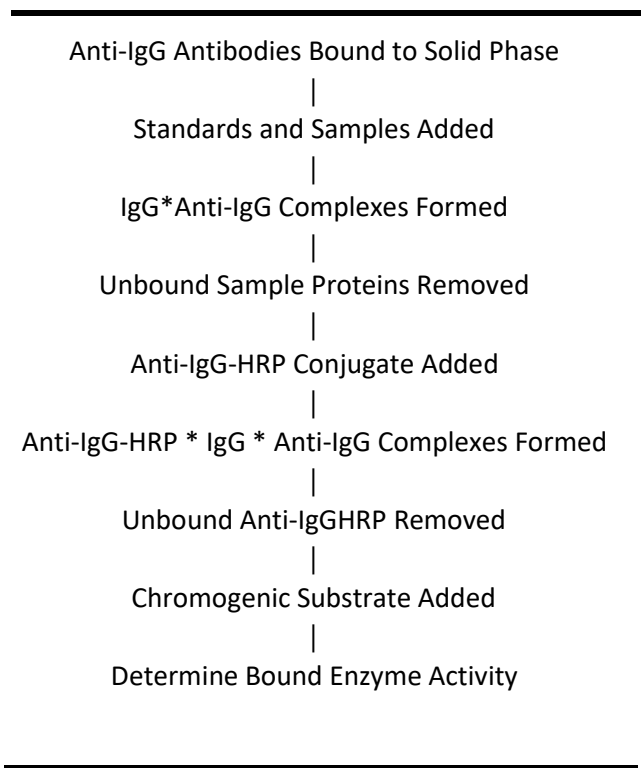 Anti-IgG Antibodies Bound to Solid Phase
|
Standards and Samples Added
|
IgG*Anti-IgG Complexes Formed
|
Unbound Sample Proteins Removed
|
Anti-IgG-HRP Conjugate Added
|
Anti-IgG-HRP * IgG * Anti-IgG Complexes Formed
|
Unbound Anti-IgGHRP Removed
|
Chromogenic Substrate Added
|
Determine Bound Enzyme Activity